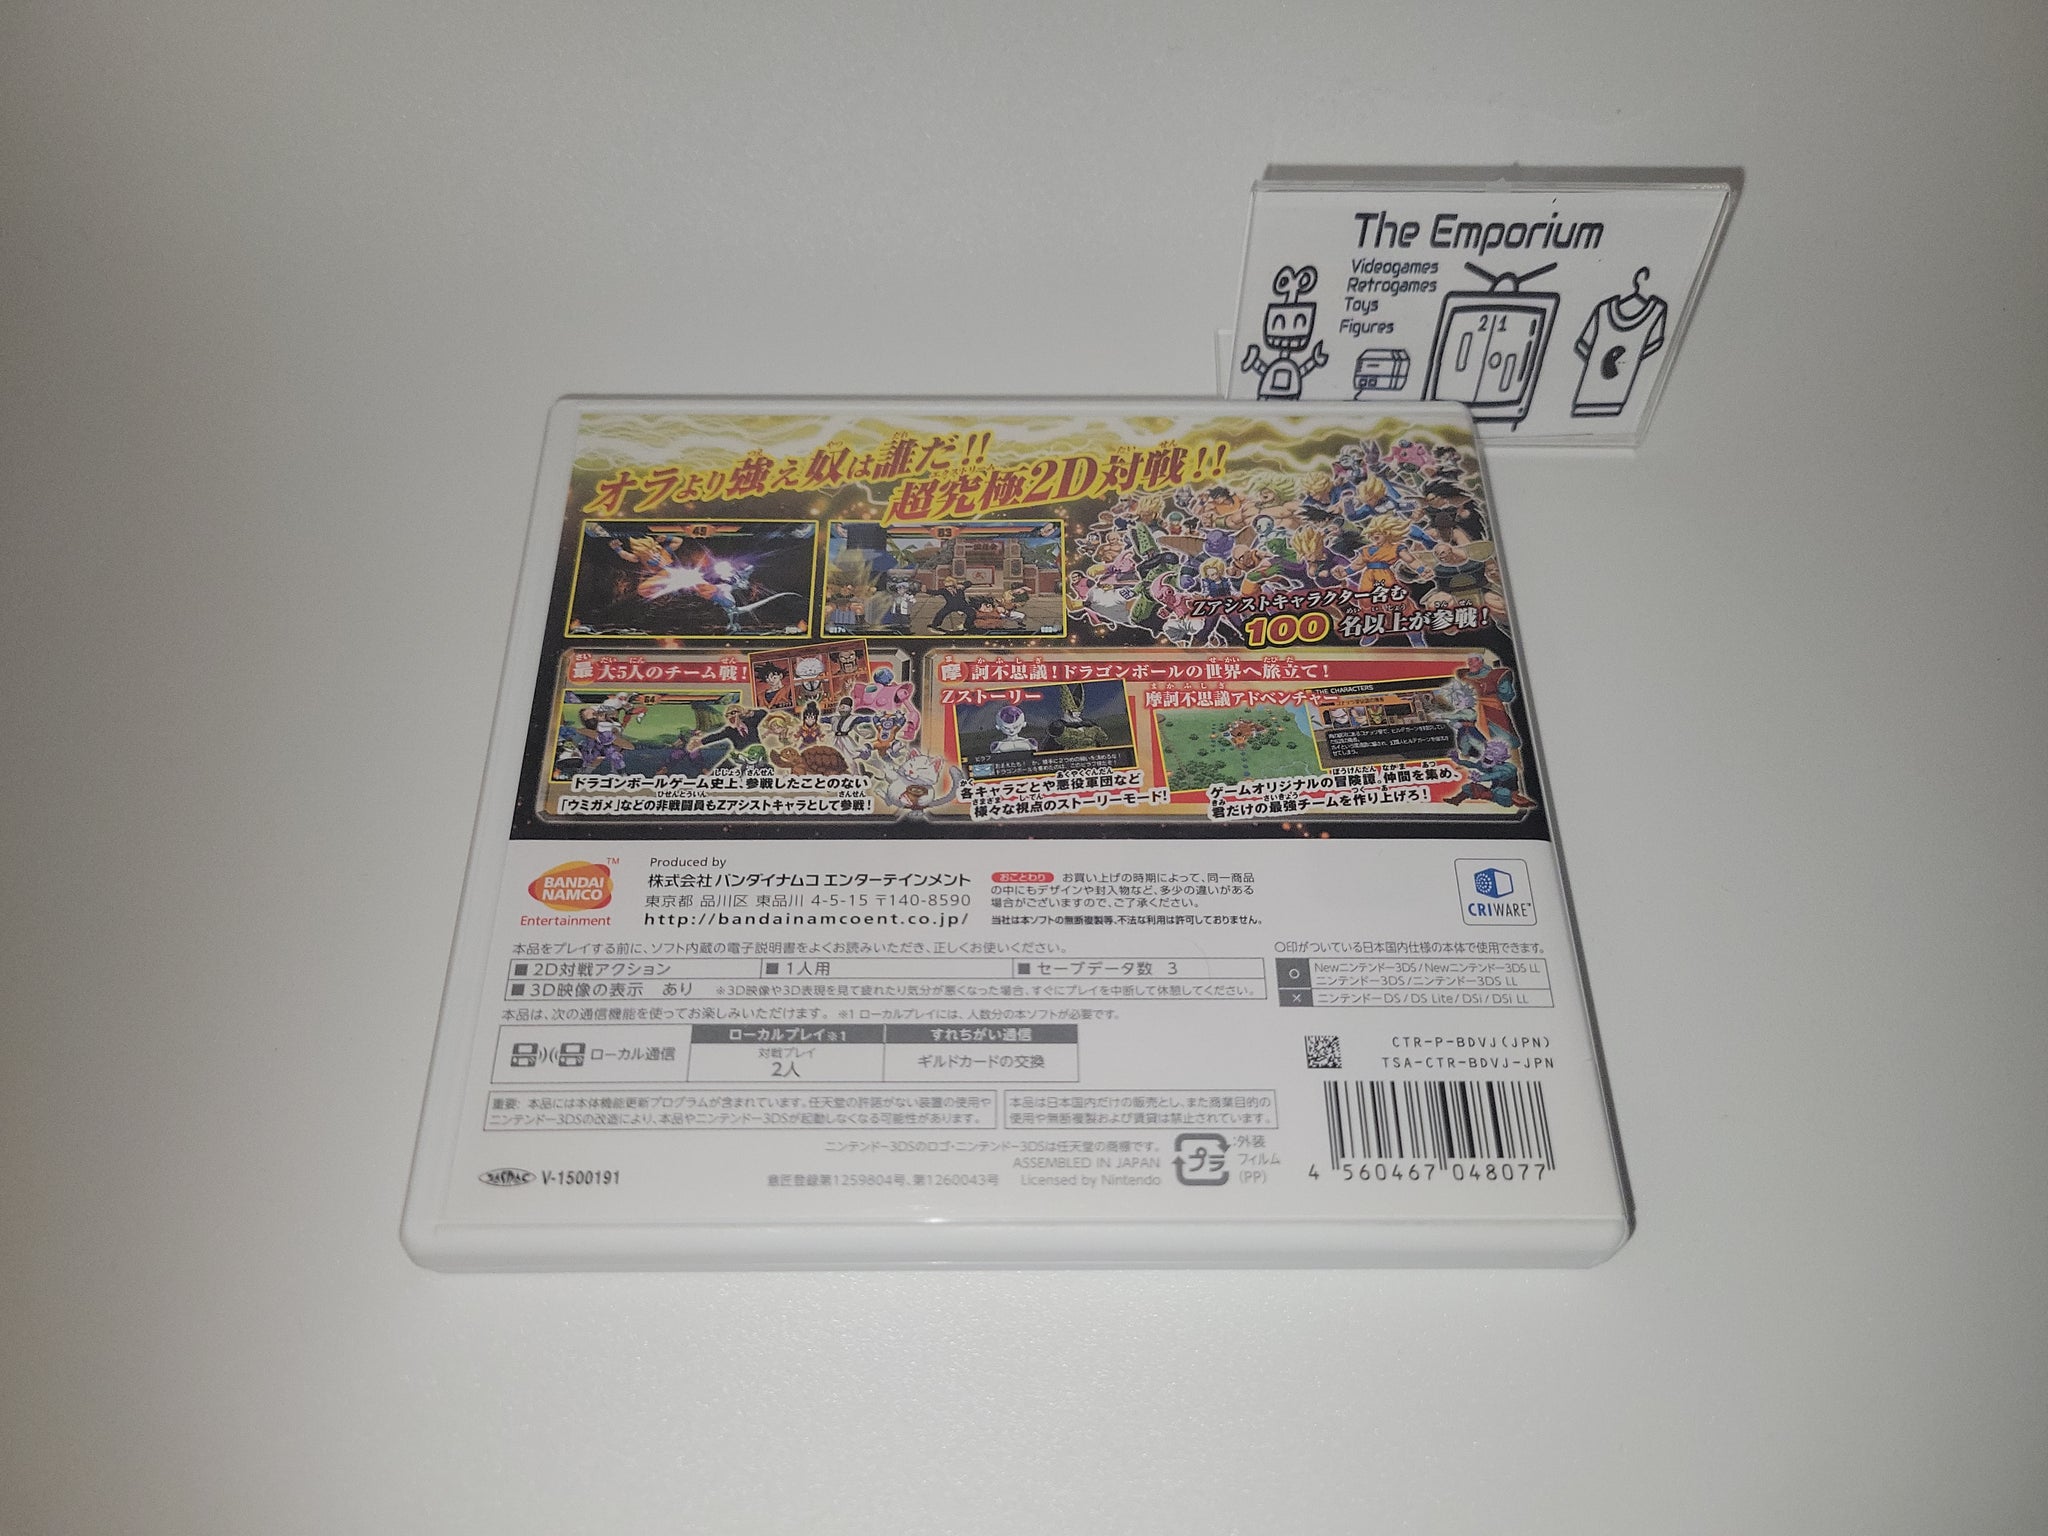 The Emporium
Videogames
Retrogames
Toys
Figures
21
オラより強え奴は誰だ!!
超究極2D対戦!!
Zアシストキャラクター含む
100名以上が参戦!
最大5人のチーム戦!
ドラゴンボールゲーム史上、参戦したことのない
「ウミガメ」などの非戦闘員もZアシストキャラとして参戦!
摩訶不思議!ドラゴンボールの世界へ旅立て!
Zストーリー
各キャラごとや悪役軍団など
様々な視点のストーリーモード!
摩訶不思議アドベンチャー
THE CHARACTERS
ゲームオリジナルの冒険譚。仲間を集め、
君だけの最強チームを作り上げろ!
BANDAI
NAMCO
Entertainment
TM
Produced by
株式会社バンダイナムコエンターテインメント
東京都 品川区 東品川 4-5-15 〒140-8590
http://bandainamcoent.co.jp/
おことわり お買い上げの時期によって、同一商品
の中にもデザインや封入物など、多少の違いがある
場合がございますので、ご了承ください。
当社は本ソフトの無断複製等、不法な利用は許可しておりません。
CRIWARE™
本品をプレイする前に、ソフト内蔵の電子説明書をよくお読みいただき、正しくお使いください。
■2D対戦アクション ■1人用 ■セーブデータ数 3
■3D映像の表示 あり ※3D映像や3D表現を見て疲れたり気分が悪くなった場合、すぐにプレイを中断して休憩してください。
○印がついている日本国内仕様の本体で使用できます。
○ Newニンテンドー3DS/Newニンテンドー3DS LL
ニンテンドー3DS/ニンテンドー3DS LL
× ニンテンドーDS/DS Lite/DSi/DSi LL
本品は、次の通信機能を使ってお楽しみいただけます。 ※1 ローカルプレイには、人数分の本ソフトが必要です。
ローカルプレイ※1 すれちがい通信
ローカル通信 対戦プレイ
2人 ギルドカードの交換
CTR-P-BDVJ(JPN)
TSA-CTR-BDVJ-JPN
重要: 本品には本体機能更新プログラムが含まれています。任天堂の許諾がない装置の使用や
ニンテンドー3DSの改造により、本品やニンテンドー3DSが起動しなくなる可能性があります。
本品は日本国内だけの販売とし、また商業目的の
使用や無断複製および賃貸は禁止されています。
ニンテンドー3DSのロゴ・ニンテンドー3DSは任天堂の商標です。
ASSEMBLED IN JAPAN
意匠登録第1259804号、第1260043号 Licensed by Nintendo
プラ
:外装
フィルム
(PP)
V-1500191
4 560467 048077